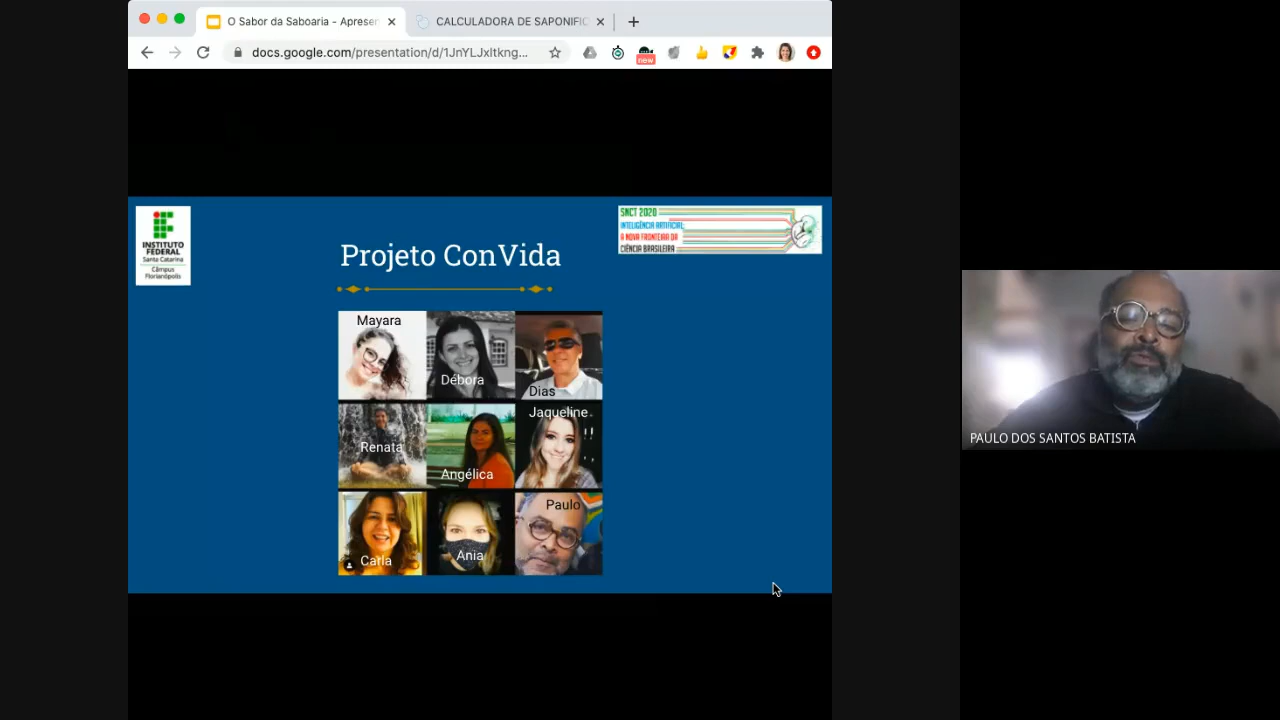 O Sabor da Saboaria - Apresen
CALCULADORA DE SAPONIFIC
docs.google.com/presentation/d/1JnYLJxltkng...
new
INSTITUTO
FEDERAL
Santa Catarina
Câmpus
Florianópolis
SNCT 2020
INTELIGÊNCIA ARTIFICIAL:
A NOVA FRONTEIRA DA
CIÊNCIA BRASILEIRA
Projeto ConVida
Mayara
Débora
Dias
Renata
Angélica
Jaqueline
Carla
Ania
Paulo
PAULO DOS SANTOS BATISTA